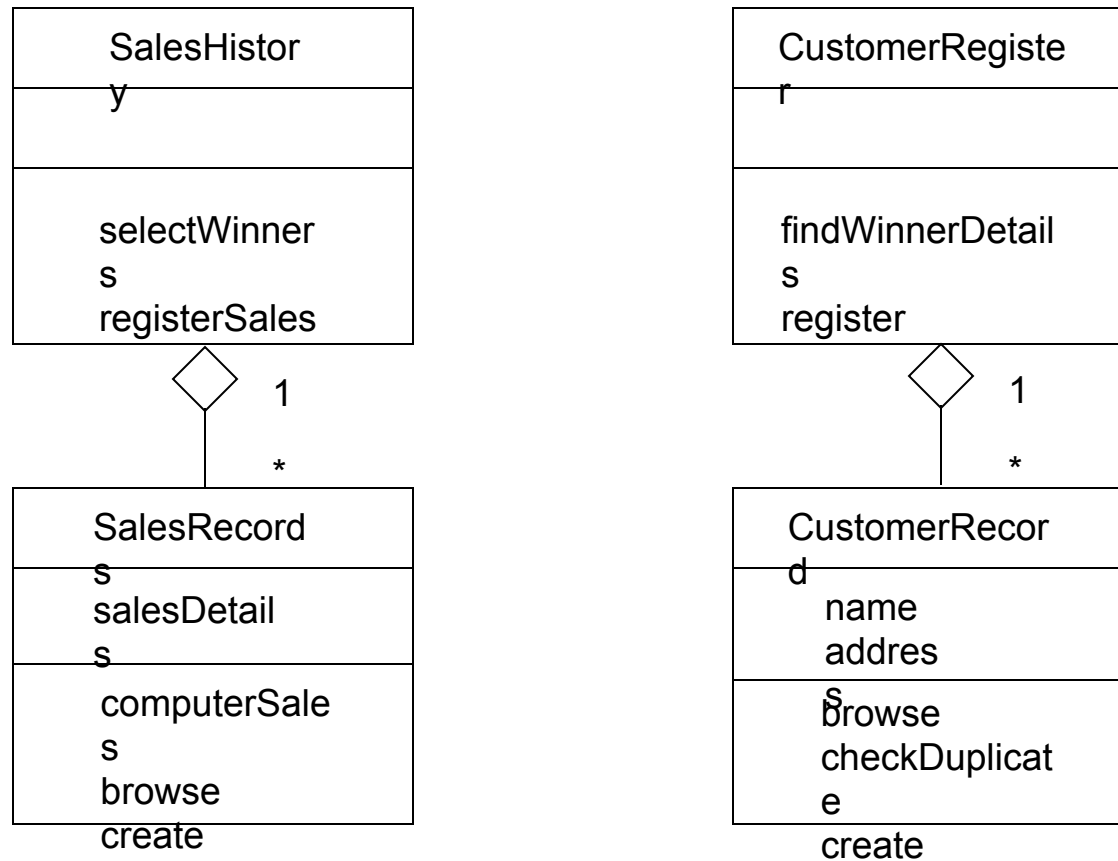 SalesHistor
y
selectWinner
s
registerSales
1
*
SalesRecord
s
salesDetail
s
computerSale
s
browse
create
CustomerRegiste
r
findWinnerDetail
s
register
1
*
CustomerRecor
d
name
addres
s
browse
checkDuplicat
e
create